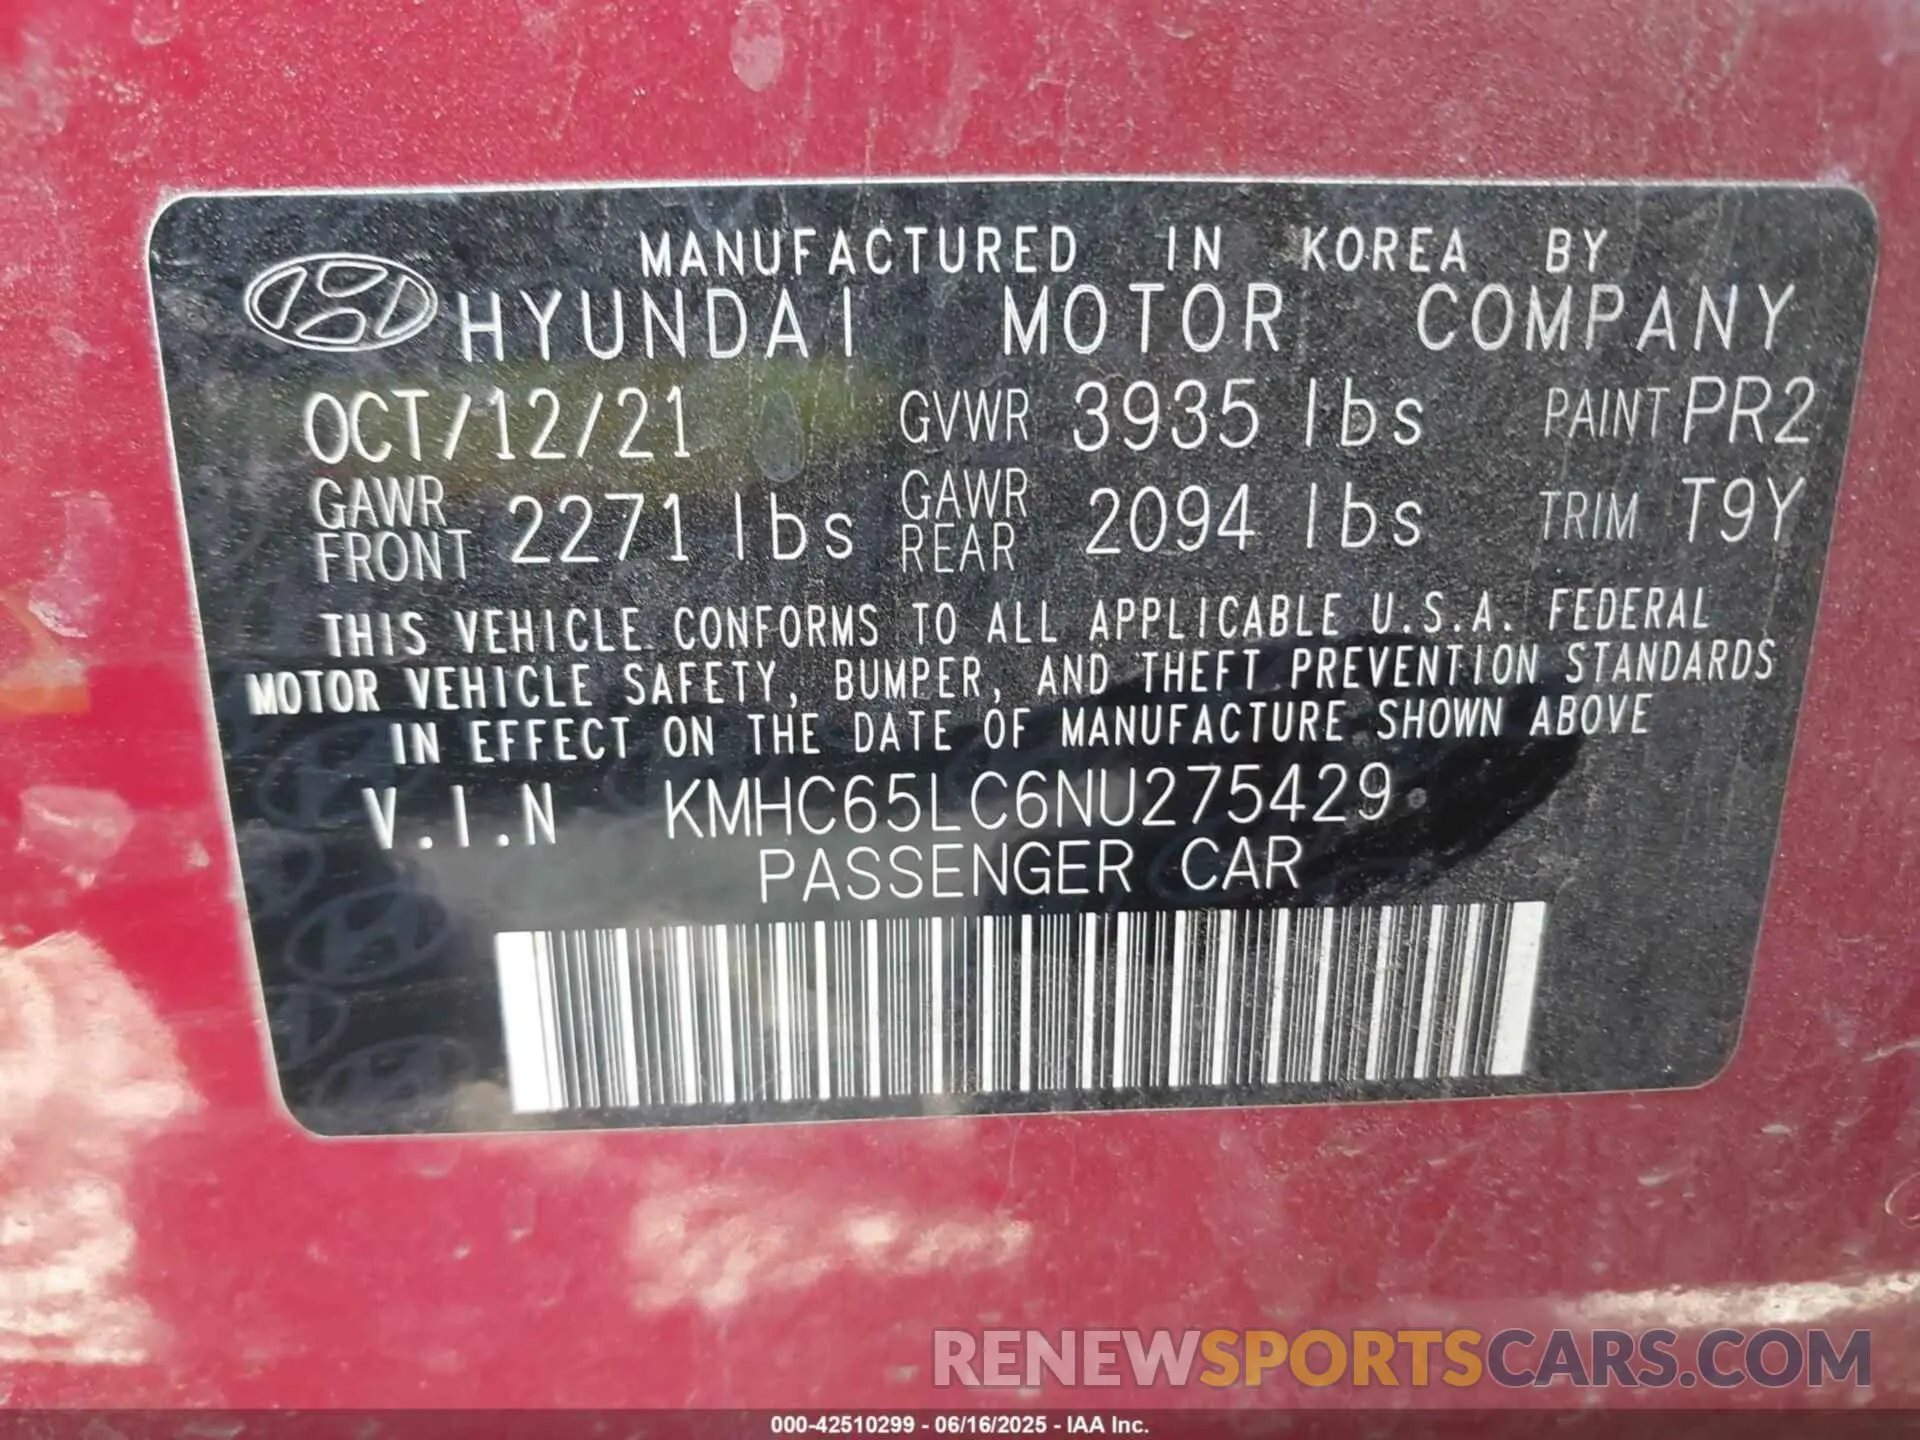 MANUFACTURED IN KOREA BY
HYUNDAI MOTOR COMPANY
OCT/12/21 GVWR 3935 lbs PAINT PR2
GAWR FRONT 2271 lbs GAWR REAR 2094 lbs TRIM T9Y
THIS VEHICLE CONFORMS TO ALL APPLICABLE U.S.A. FEDERAL
MOTOR VEHICLE SAFETY, BUMPER, AND THEFT PREVENTION STANDARDS
IN EFFECT ON THE DATE OF MANUFACTURE SHOWN ABOVE
V.I.N KMHC65LC6NU275429
PASSENGER CAR
RENEWSPORTSCARS.COM
000-42510299 - 06/16/2025 - IAA Inc.